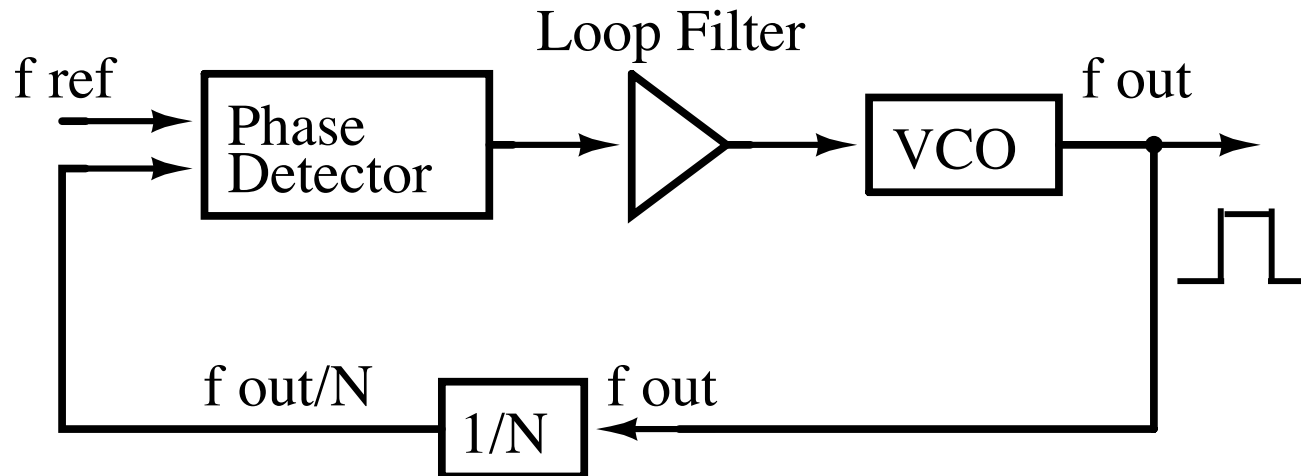 Loop Filter
f ref
f out
Phase
Detector
VCO
f out/N
1/N
f out